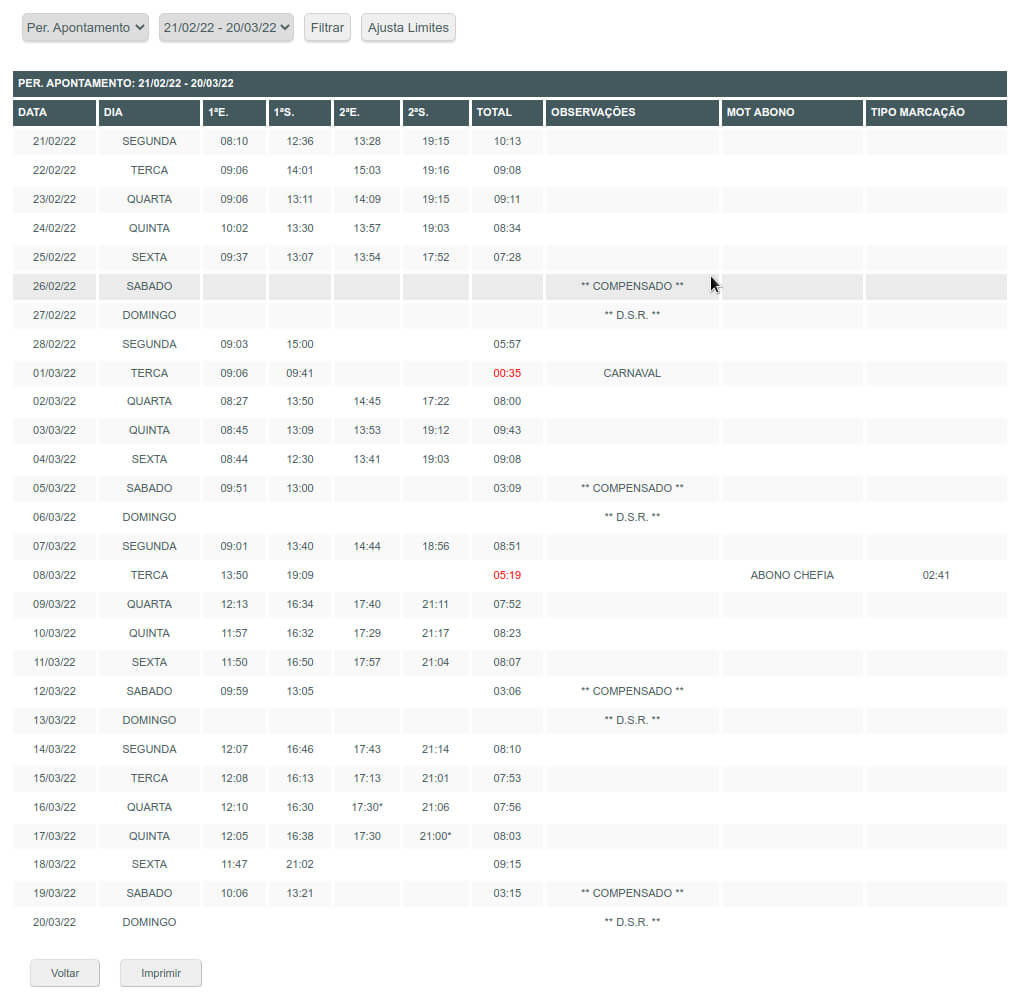 Per. Apontamento 21/02/22 - 20/03/22 Filtrar Ajusta Limites
PER. APONTAMENTO: 21/02/22 - 20/03/22
DATA DIA 1ªE. 1ªS. 2ªE. 2ªS. TOTAL OBSERVAÇÕES MOT ABONO TIPO MARCAÇÃO
21/02/22 SEGUNDA 08:10 12:36 13:28 19:15 10:13
22/02/22 TERCA 09:06 14:01 15:03 19:16 09:08
23/02/22 QUARTA 09:06 13:11 14:09 19:15 09:11
24/02/22 QUINTA 10:02 13:30 13:57 19:03 08:34
25/02/22 SEXTA 09:37 13:07 13:54 17:52 07:28
26/02/22 SABADO ** COMPENSADO **
27/02/22 DOMINGO ** D.S.R. **
28/02/22 SEGUNDA 09:03 15:00 05:57
01/03/22 TERCA 09:06 09:41 00:35 CARNAVAL
02/03/22 QUARTA 08:27 13:50 14:45 17:22 08:00
03/03/22 QUINTA 08:45 13:09 13:53 19:12 09:43
04/03/22 SEXTA 08:44 12:30 13:41 19:03 09:08
05/03/22 SABADO 09:51 13:00 03:09 ** COMPENSADO **
06/03/22 DOMINGO ** D.S.R. **
07/03/22 SEGUNDA 09:01 13:40 14:44 18:56 08:51
08/03/22 TERCA 13:50 19:09 05:19 ABONO CHEFIA 02:41
09/03/22 QUARTA 12:13 16:34 17:40 21:11 07:52
10/03/22 QUINTA 11:57 16:32 17:29 21:17 08:23
11/03/22 SEXTA 11:50 16:50 17:57 21:04 08:07
12/03/22 SABADO 09:59 13:05 03:06 ** COMPENSADO **
13/03/22 DOMINGO ** D.S.R. **
14/03/22 SEGUNDA 12:07 16:46 17:43 21:14 08:10
15/03/22 TERCA 12:08 16:13 17:13 21:01 07:53
16/03/22 QUARTA 12:10 16:30 17:30* 21:06 07:56
17/03/22 QUINTA 12:05 16:38 17:30 21:00* 08:03
18/03/22 SEXTA 11:47 21:02 09:15
19/03/22 SABADO 10:06 13:21 03:15 ** COMPENSADO **
20/03/22 DOMINGO ** D.S.R. **
Voltar Imprimir